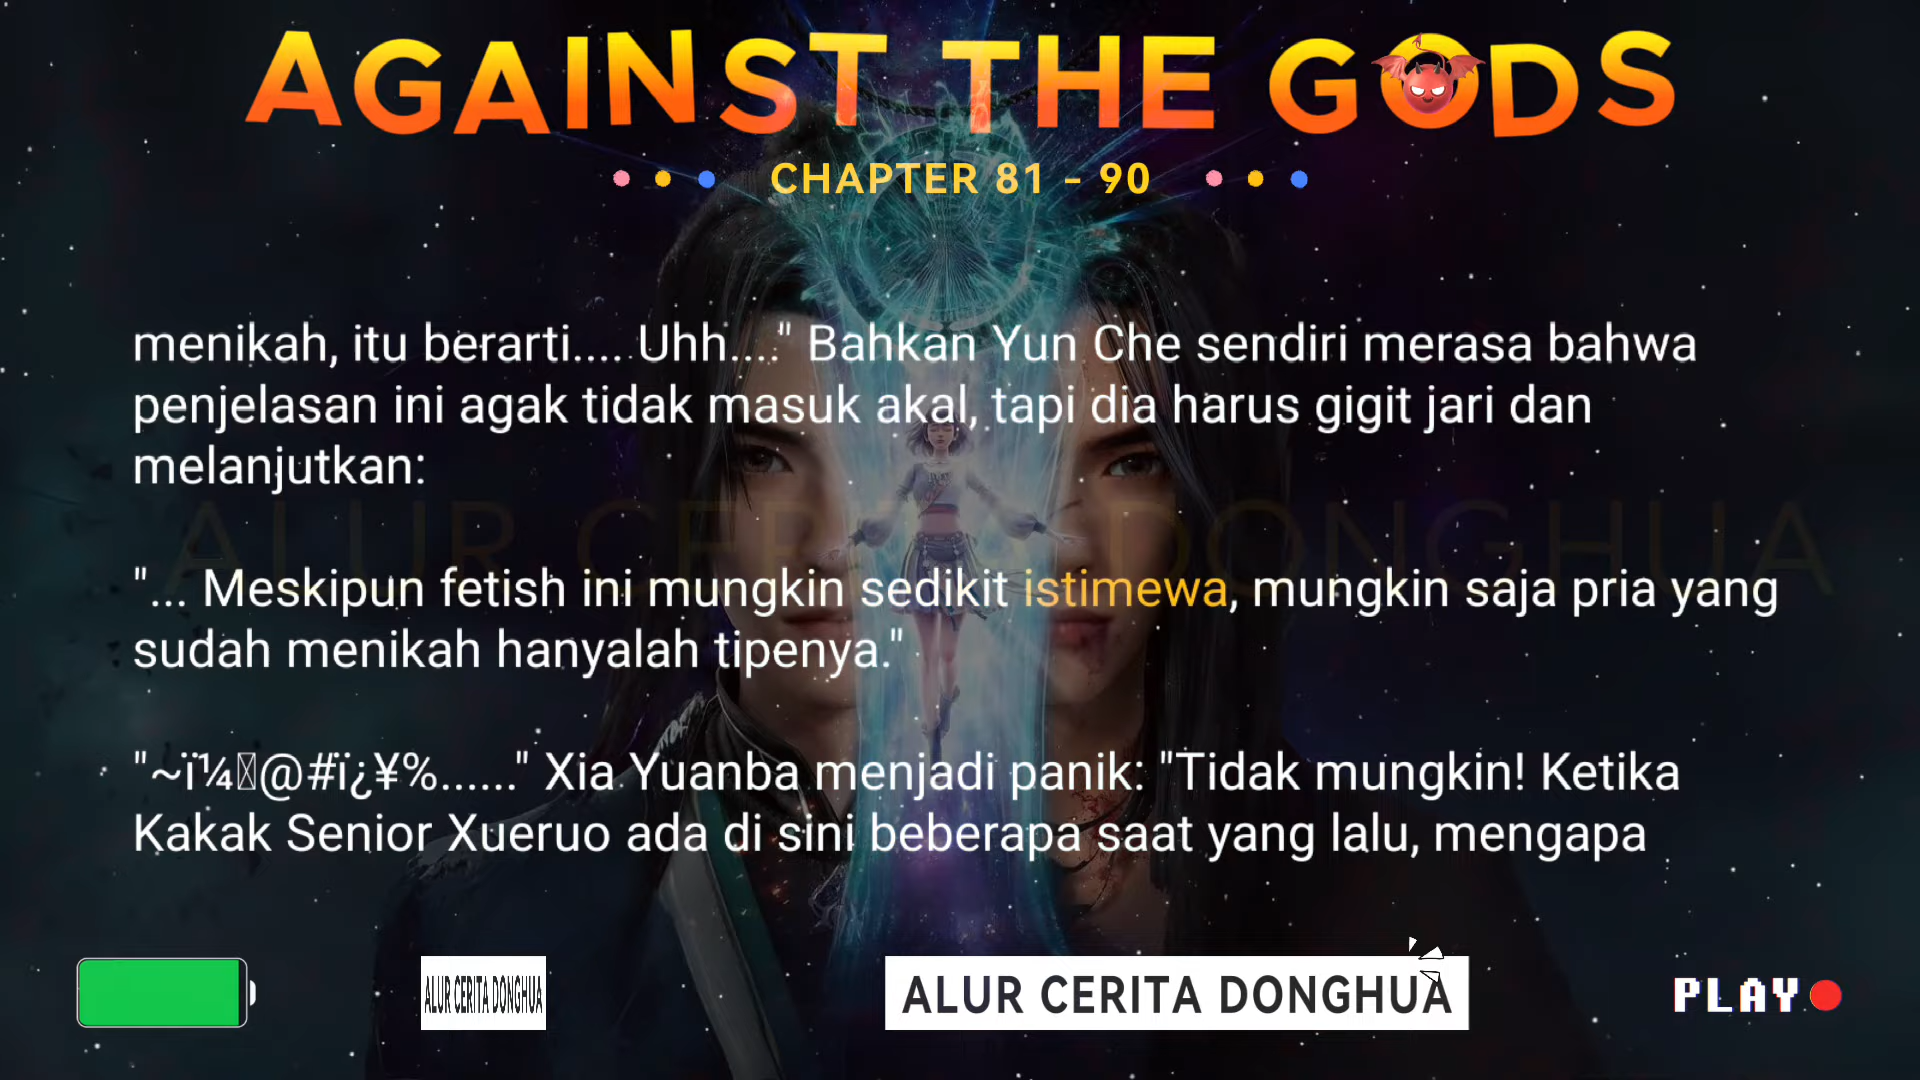 AGAINST THE GODS
CHAPTER 81 - 90
menikah, itu berarti.... Uhh...." Bahkan Yun Che sendiri merasa bahwa
penjelasan ini agak tidak masuk akal, tapi dia harus gigit jari dan
melanjutkan:
"... Meskipun fetish ini mungkin sedikit istimewa, mungkin saja pria yang
sudah menikah hanyalah tipenya."
"~ï¼@#ï¿¥%......" Xia Yuanba menjadi panik: "Tidak mungkin! Ketika
Kakak Senior Xueruo ada di sini beberapa saat yang lalu, mengapa
ALUR CERITA DONGHUA
ALUR CERITA DONGHUA
ALUR CERITA DONGHUA
PLAY